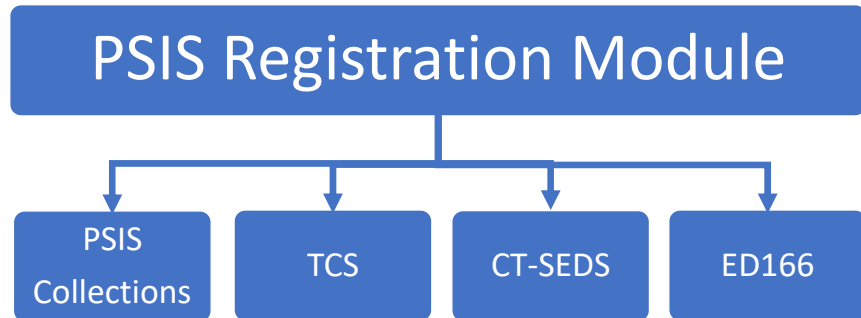 PSIS Registration Module
PSIS
Collections
TCS
CT-SEDS
ED166